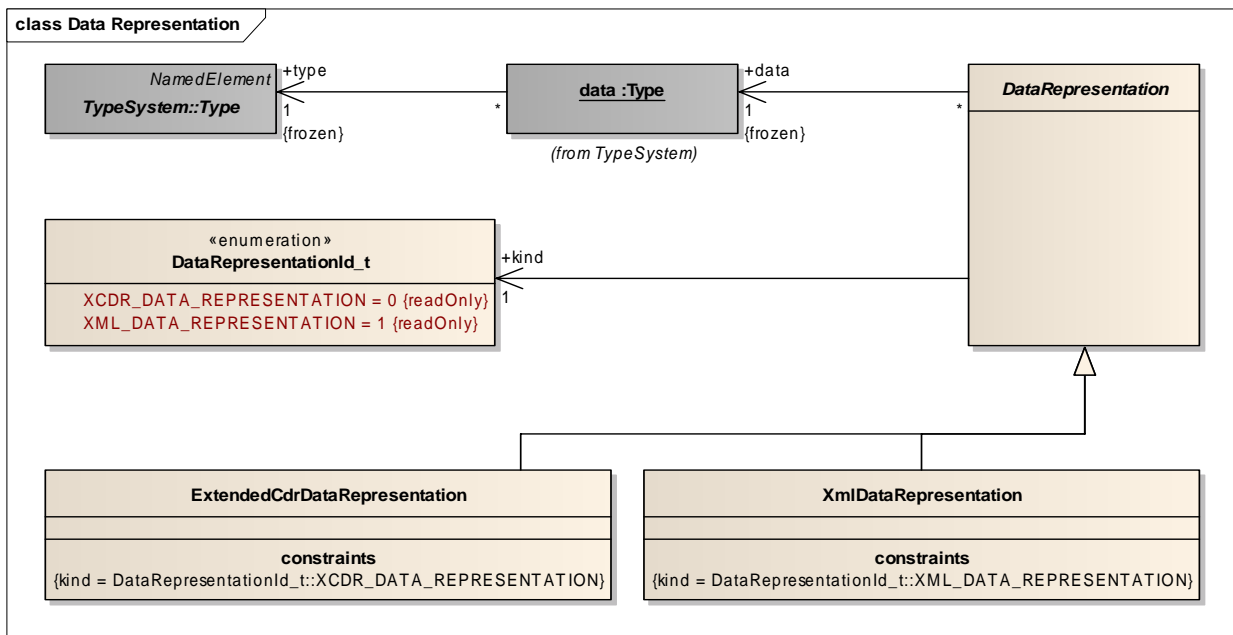 class Data Representation
NamedElement
TypeSystem::Type
+type
1
{frozen}
*
data :Type
(from TypeSystem)
+data
1
{frozen}
*
DataRepresentation
«enumeration»
DataRepresentationId_t
XCDR_DATA_REPRESENTATION = 0 {readOnly}
XML_DATA_REPRESENTATION = 1 {readOnly}
+kind
1
ExtendedCdrDataRepresentation
constraints
{kind = DataRepresentationId_t::XCDR_DATA_REPRESENTATION}
XmlDataRepresentation
constraints
{kind = DataRepresentationId_t::XML_DATA_REPRESENTATION}